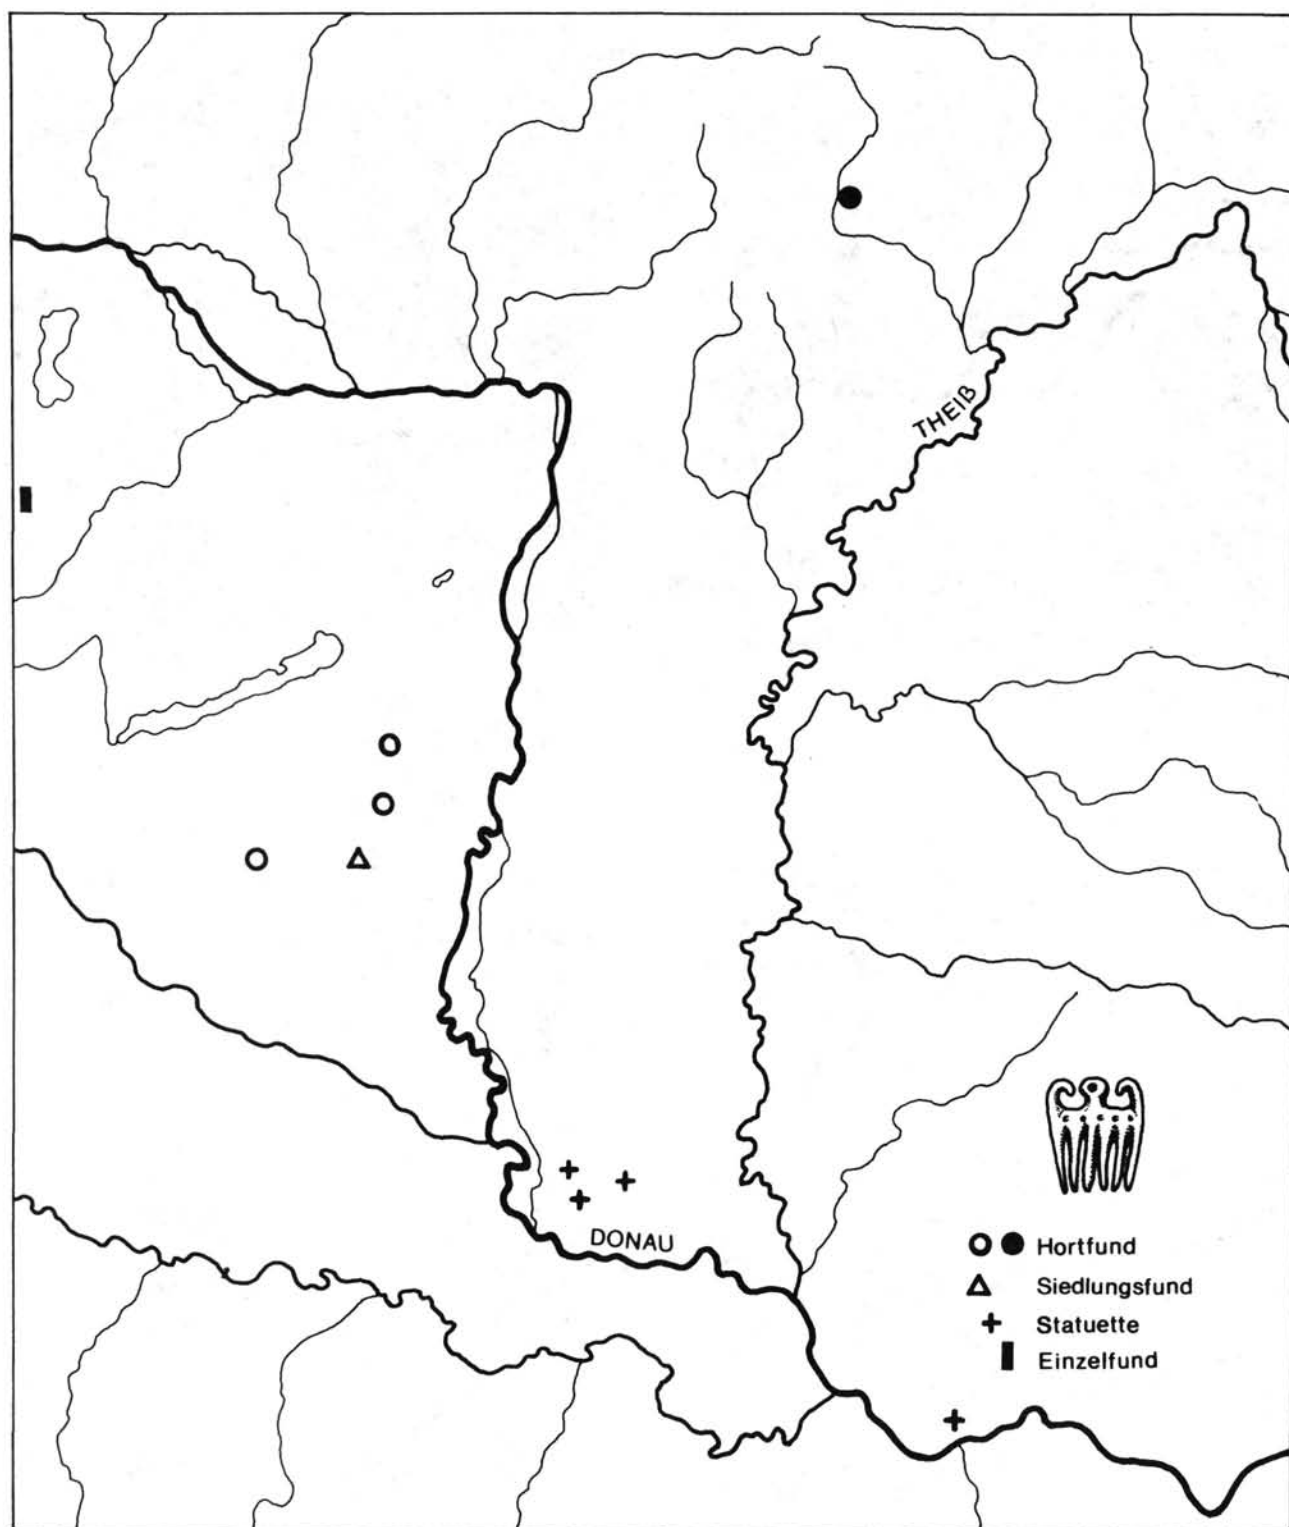 THEIß
DONAU
Hortfund
Siedlungsfund
Statuette
Einzelfund